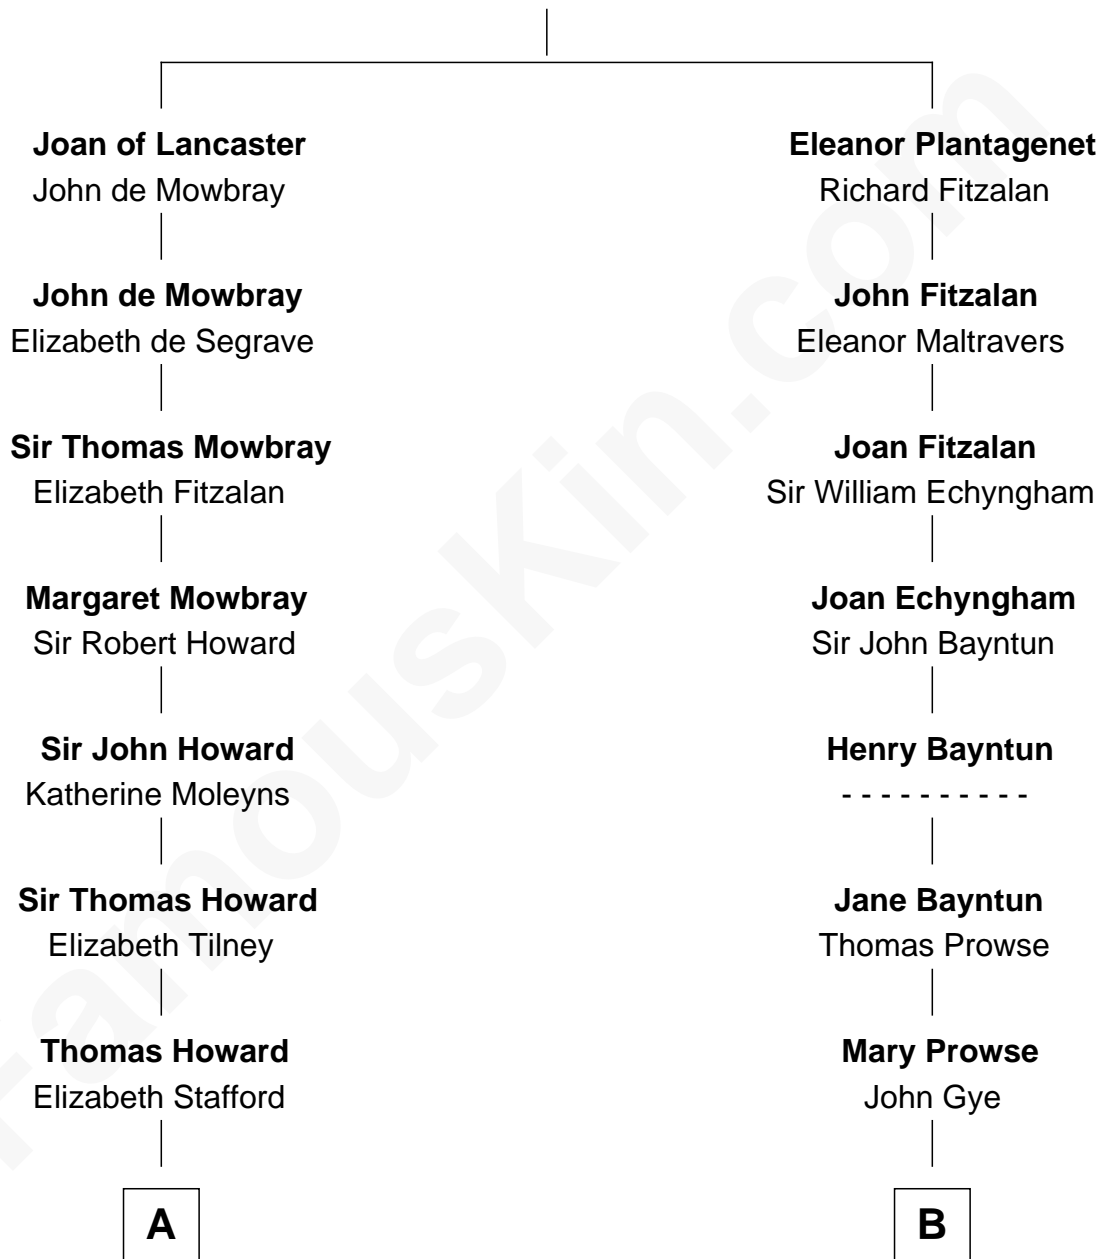 Joan of Lancaster
John de Mowbray
Eleanor Plantagenet
Richard Fitzalan
John de Mowbray
Elizabeth de Segrave
John Fitzalan
Eleanor Maltravers
Sir Thomas Mowbray
Elizabeth Fitzalan
Joan Fitzalan
Sir William Echyngham
Margaret Mowbray
Sir Robert Howard
Joan Echyngham
Sir John Bayntun
Sir John Howard
Katherine Moleyns
Henry Bayntun
- - - - - - - - - -
Sir Thomas Howard
Elizabeth Tilney
Jane Bayntun
Thomas Prowse
Thomas Howard
Elizabeth Stafford
Mary Prowse
John Gye
A
B
FamousKin.com